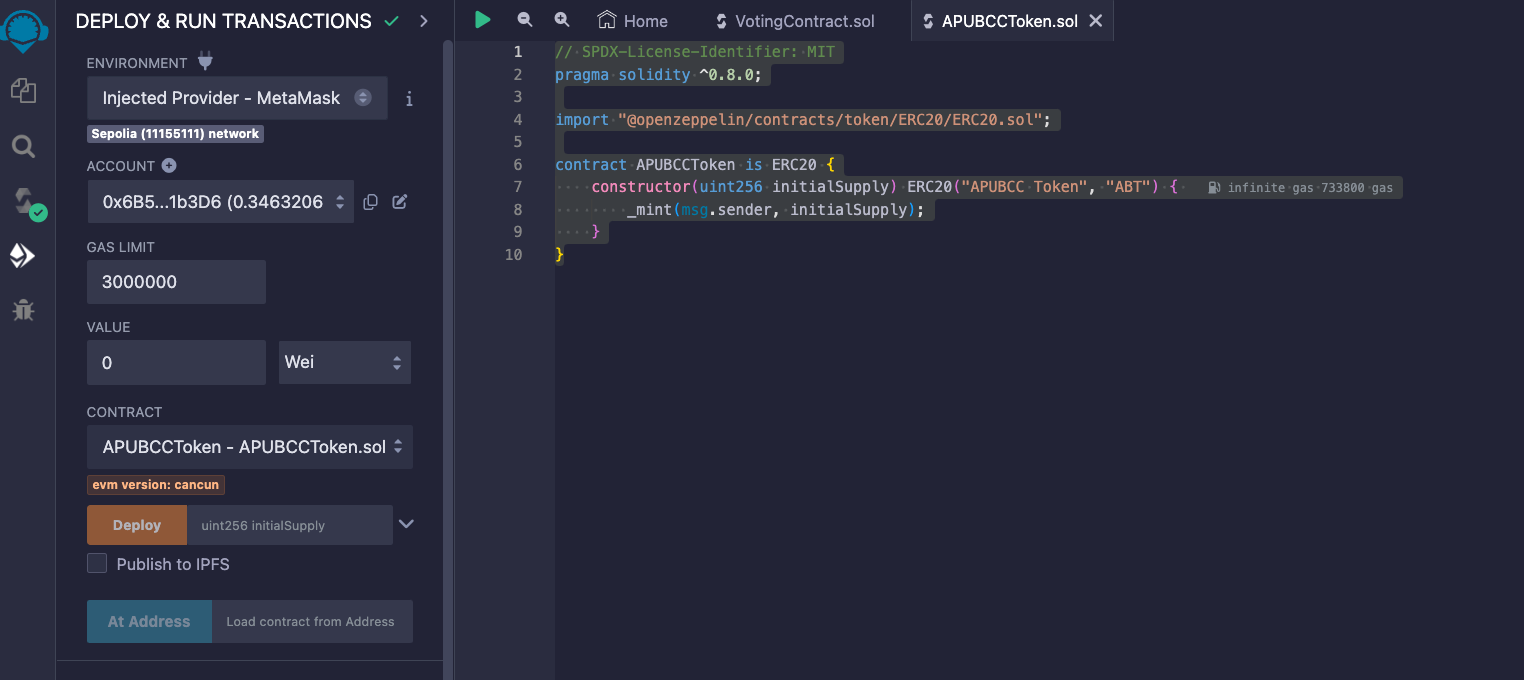 DEPLOY & RUN TRANSACTIONS
ENVIRONMENT
Injected Provider - MetaMask
Sepolia (11155111) network
ACCOUNT
0x6B5...1b3D6 (0.3463206
GAS LIMIT
3000000
VALUE
0 Wei
CONTRACT
APUBCCToken - APUBCCToken.sol
evm version: cancun
Deploy uint256 initialSupply
Publish to IPFS
At Address Load contract from Address
Home VotingContract.sol APUBCCToken.sol
1 // SPDX-License-Identifier: MIT
2 pragma solidity ^0.8.0;
3
4 import "@openzeppelin/contracts/token/ERC20/ERC20.sol";
5
6 contract APUBCCToken is ERC20 {
7 constructor(uint256 initialSupply) ERC20("APUBCC Token", "ABT") { infinite gas 733800 gas
8 _mint(msg.sender, initialSupply);
9 }
10 }